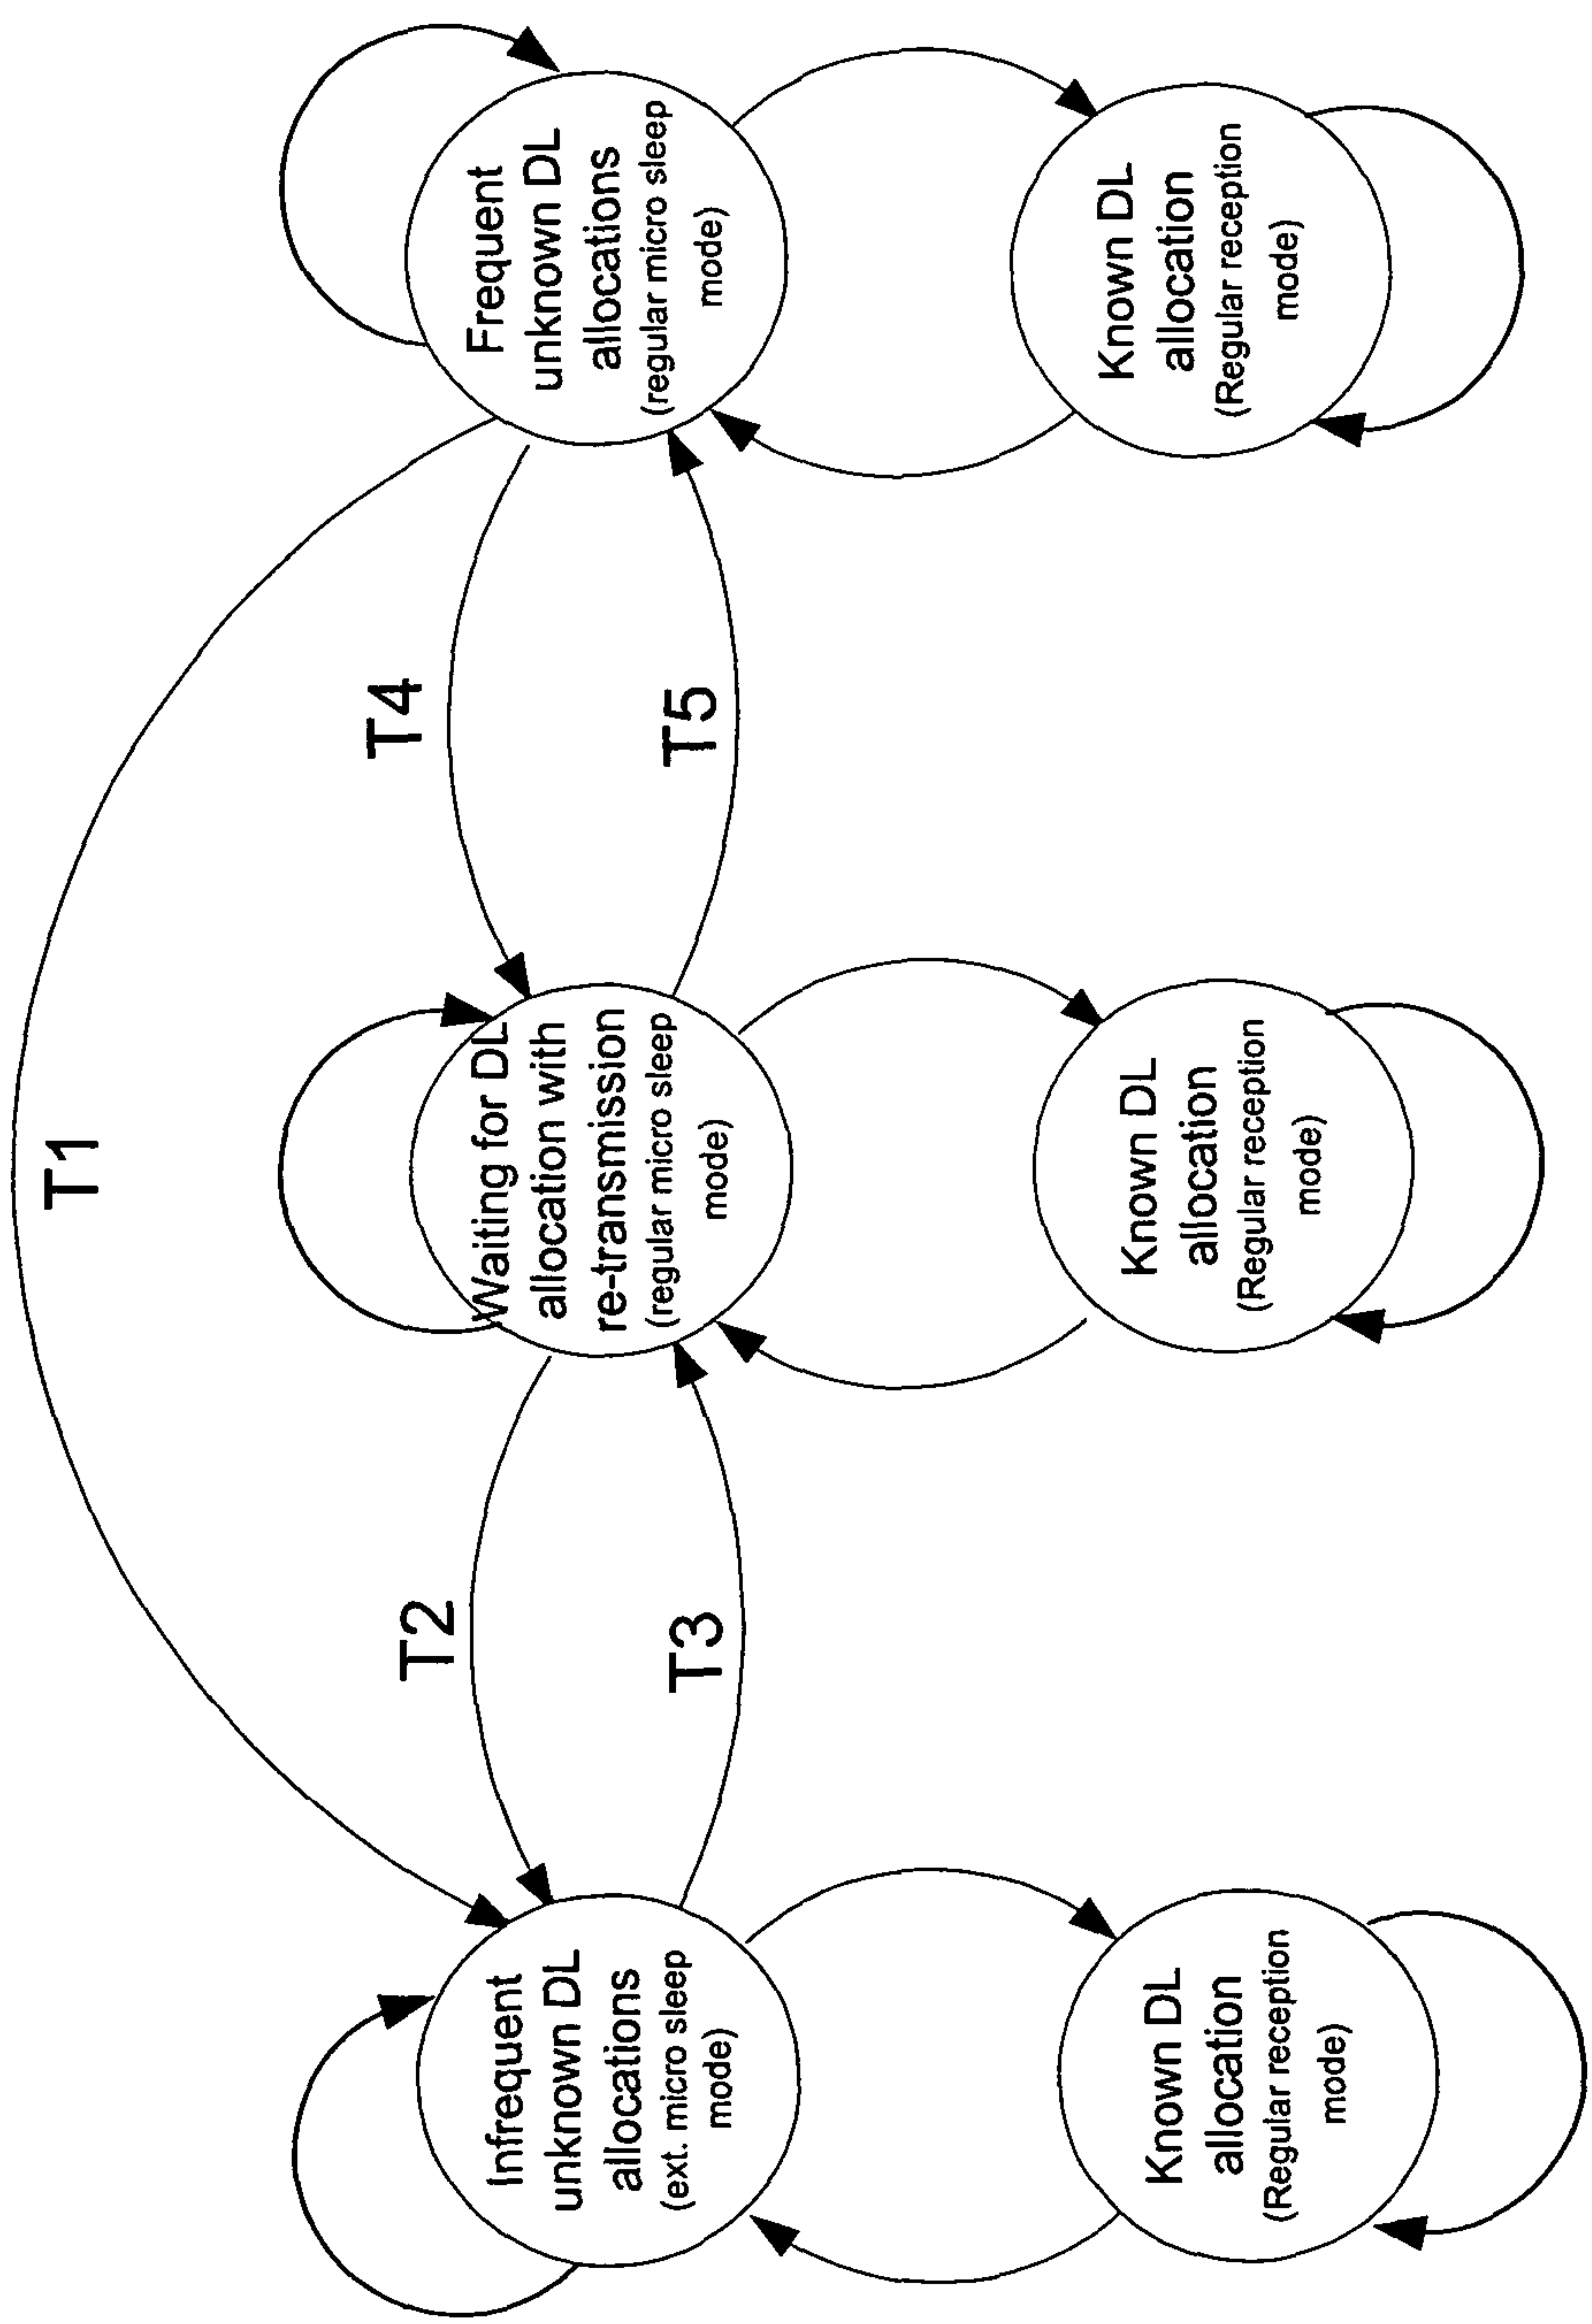 T1
T2
T4
T3
T5
Infrequent
unknown DL
allocations
(ext. micro sleep
mode)
Waiting for DL
allocation with
re-transmission
(regular micro sleep
mode)
Frequent
unknown DL
allocations
(regular micro sleep
mode)
Known DL
allocation
(Regular reception
mode)
Known DL
allocation
(Regular reception
mode)
Known DL
allocation
(Regular reception
mode)